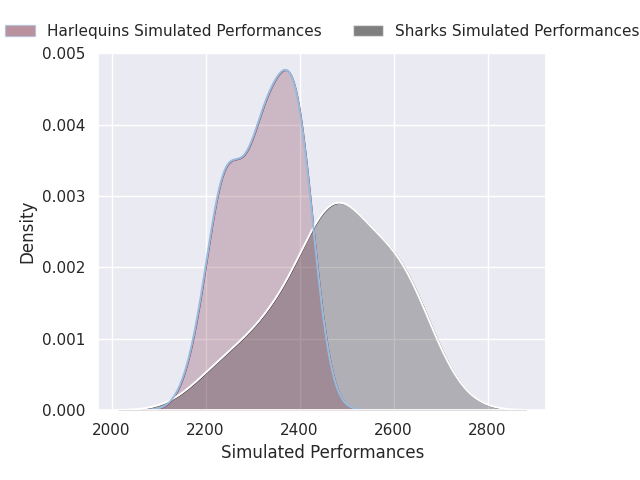 Harlequins Simulated Performances Sharks Simulated Performances
0.005
0.004
0.003
0.002
0.001
0.000
Density
2000 2200 2400 2600 2800
Simulated Performances